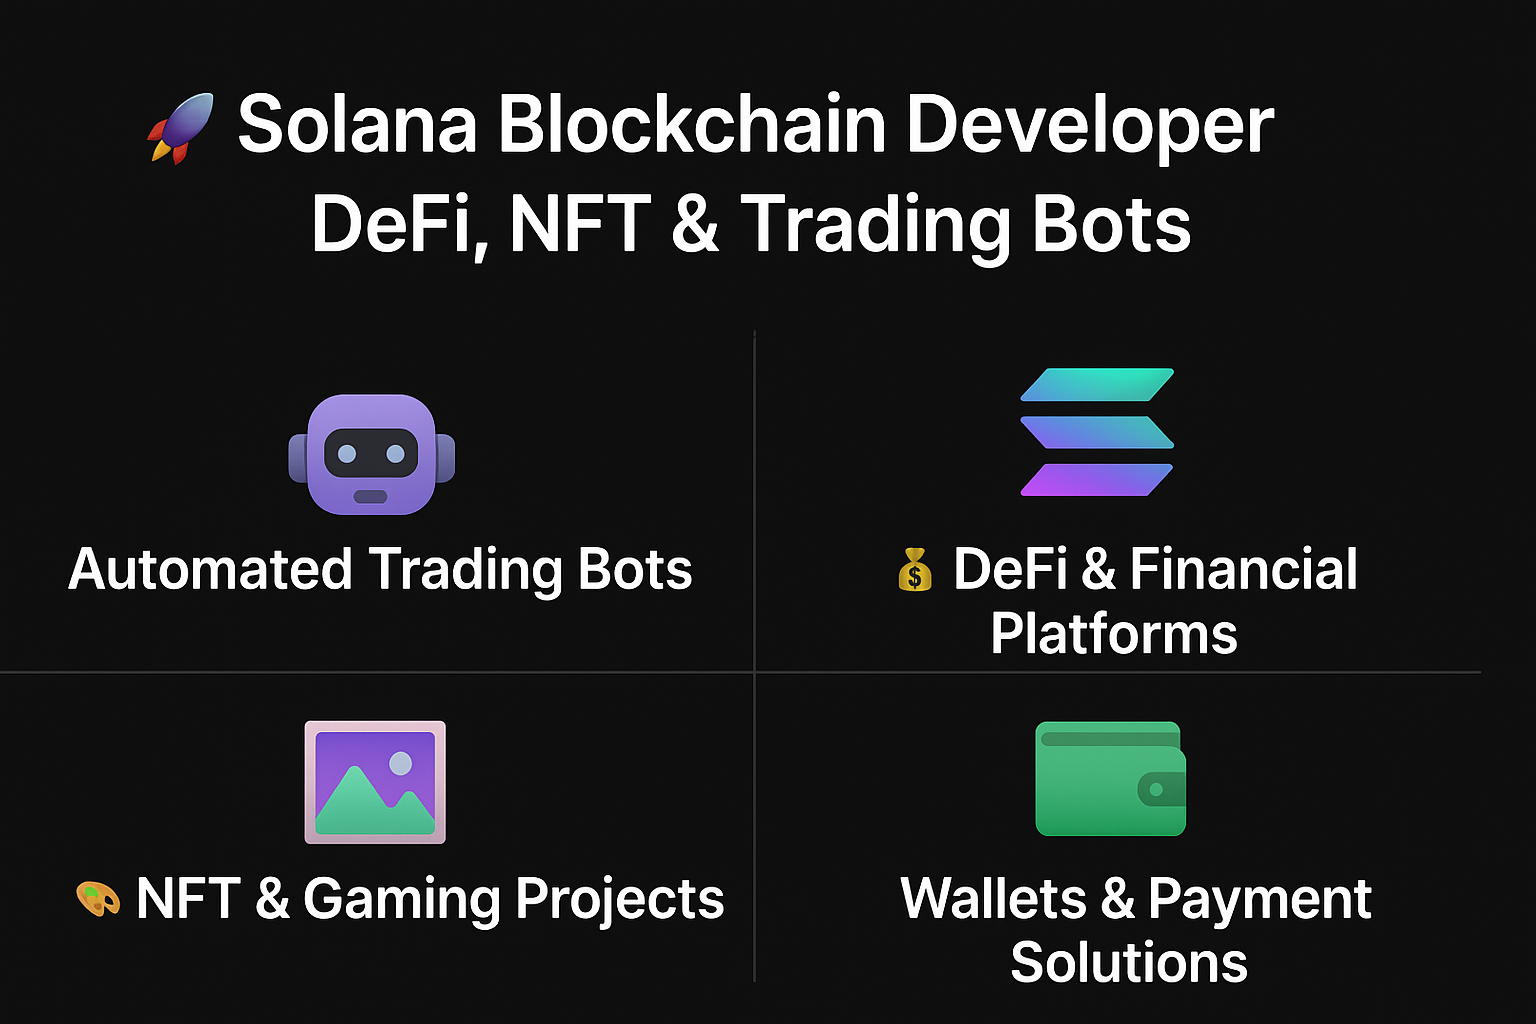 🚀 Solana Blockchain Developer
DeFi, NFT & Trading Bots
Automated Trading Bots
💰 DeFi & Financial
Platforms
🎨 NFT & Gaming Projects
Wallets & Payment
Solutions